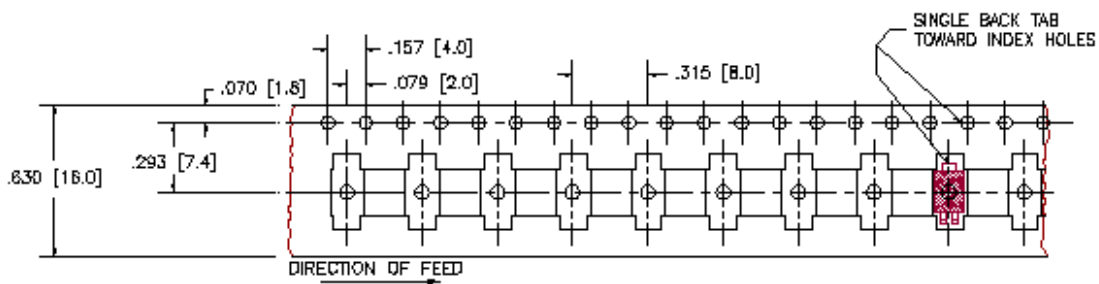 SINGLE BACK TAB
TOWARD INDEX HOLES
.157 [4.0]
.079 [2.0]
.315 [8.0]
.070 [1.8]
.293 [7.4]
.630 [16.0]
DIRECTION OF FEED